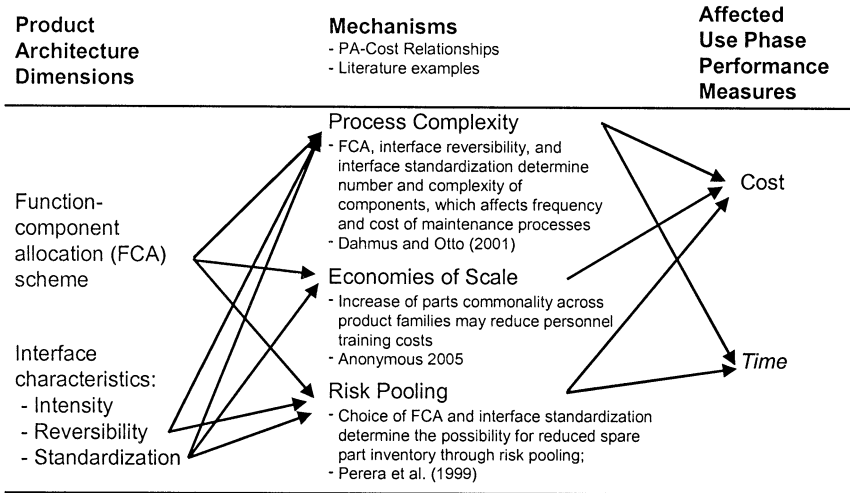 Product
Architecture
Dimensions
Mechanisms
- PA-Cost Relationships
- Literature examples
Affected
Use Phase
Performance
Measures
Function-
component
allocation (FCA)
scheme
Interface
characteristics:
- Intensity
- Reversibility
- Standardization
Process Complexity
- FCA, interface reversibility, and
interface standardization determine
number and complexity of
components, which affects frequency
and cost of maintenance processes
- Dahmus and Otto (2001)
Economies of Scale
- Increase of parts commonality across
product families may reduce personnel
training costs
- Anonymous 2005
Risk Pooling
- Choice of FCA and interface standardization
determine the possibility for reduced spare
part inventory through risk pooling;
- Perera et al. (1999)
Cost
Time